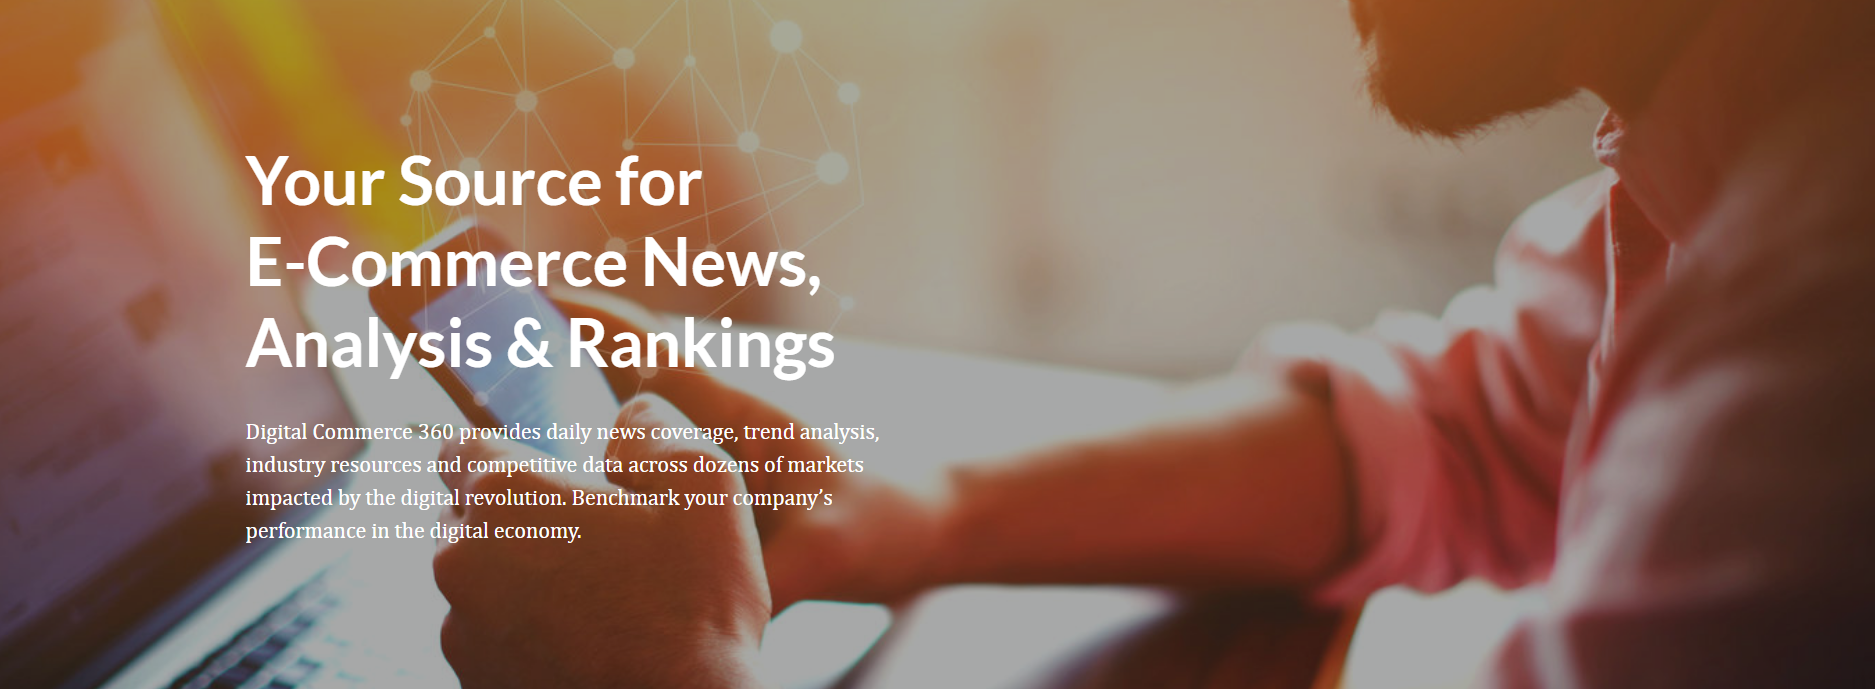 Your Source for
E-Commerce News,
Analysis & Rankings
Digital Commerce 360 provides daily news coverage, trend analysis,
industry resources and competitive data across dozens of markets
impacted by the digital revolution. Benchmark your company’s
performance in the digital economy.